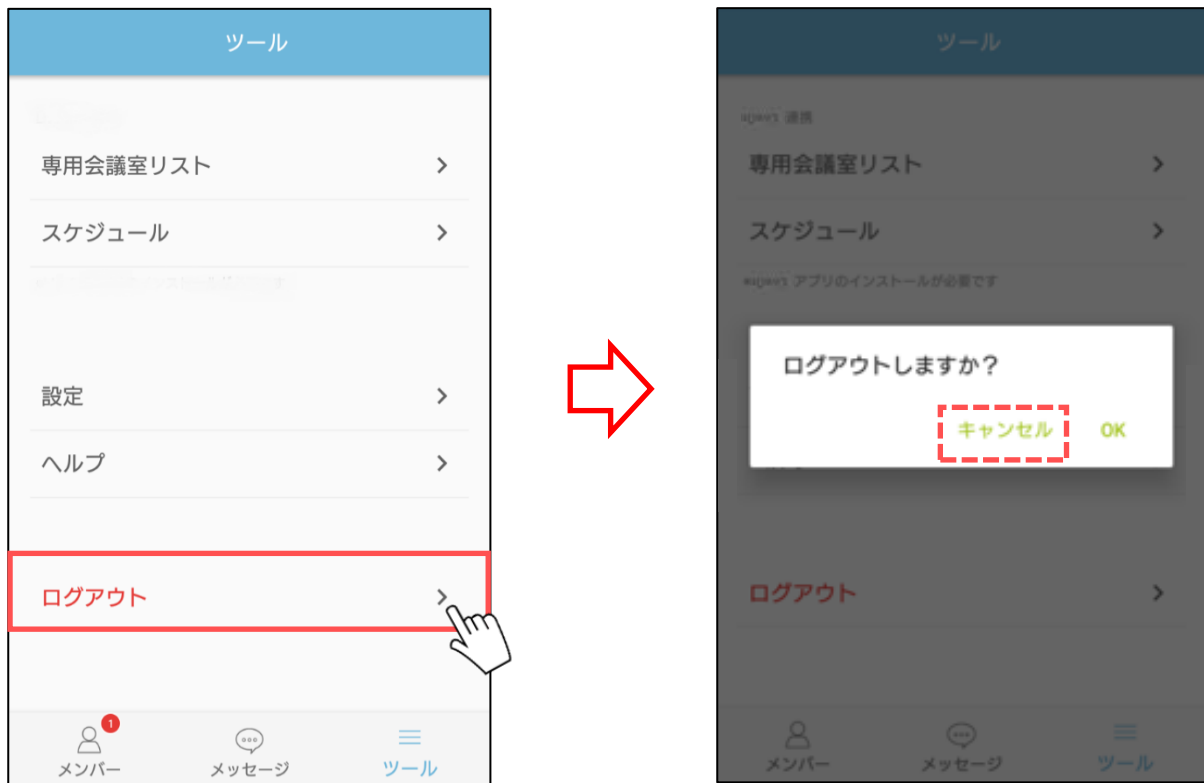 ツール
専用会議室リスト
スケジュール
設定
ヘルプ
ログアウト
1
メンバー
メッセージ
ツール
ツール
連携
専用会議室リスト
スケジュール
アプリのインストールが必要です
ログアウトしますか?
キャンセル
OK
ログアウト
メンバー
メッセージ
ツール